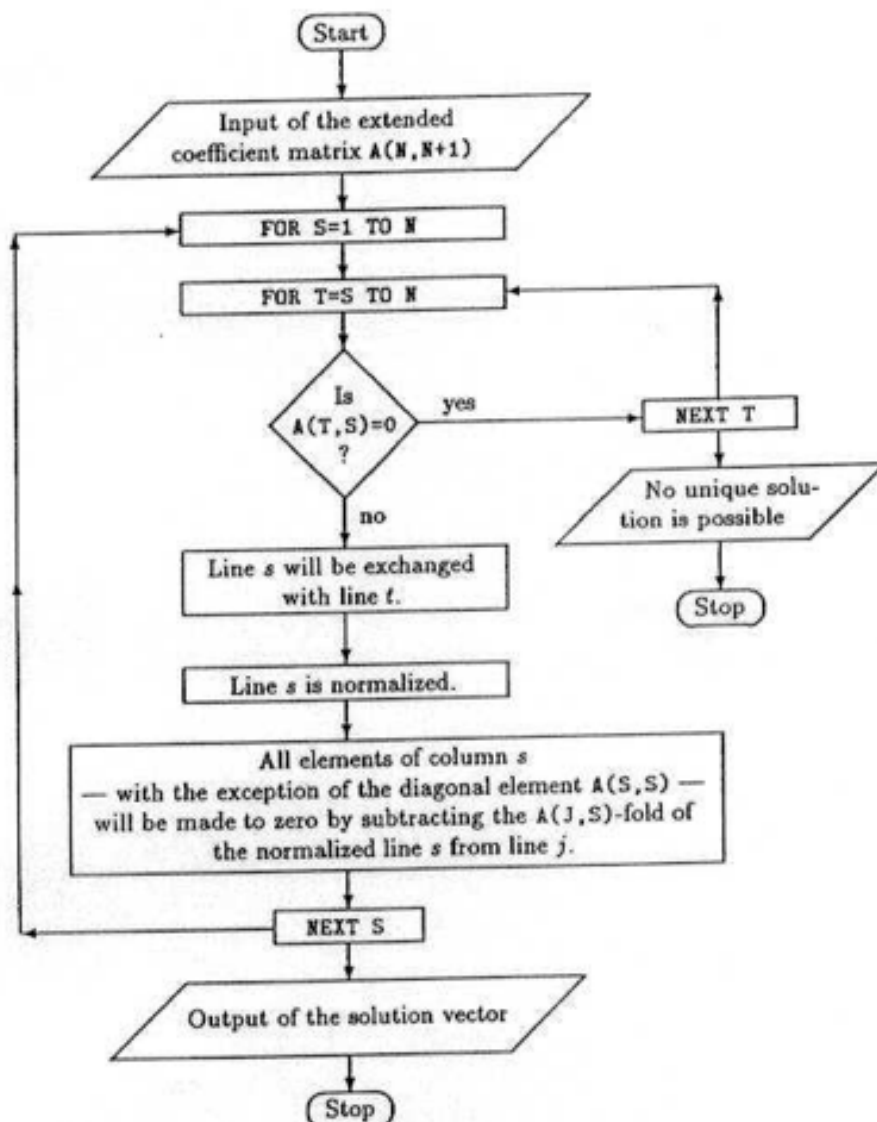 Start
Input of the extended
coefficient matrix A(N,N+1)
FOR S=1 TO N
FOR T=S TO N
Is
A(T,S)=0
?
yes
NEXT T
No unique solu-
tion is possible
Stop
no
Line s will be exchanged
with line t.
Line s is normalized.
All elements of column s
— with the exception of the diagonal element A(S,S) —
will be made to zero by subtracting the A(J,S)-fold of
the normalized line s from line j.
NEXT S
Output of the solution vector
Stop